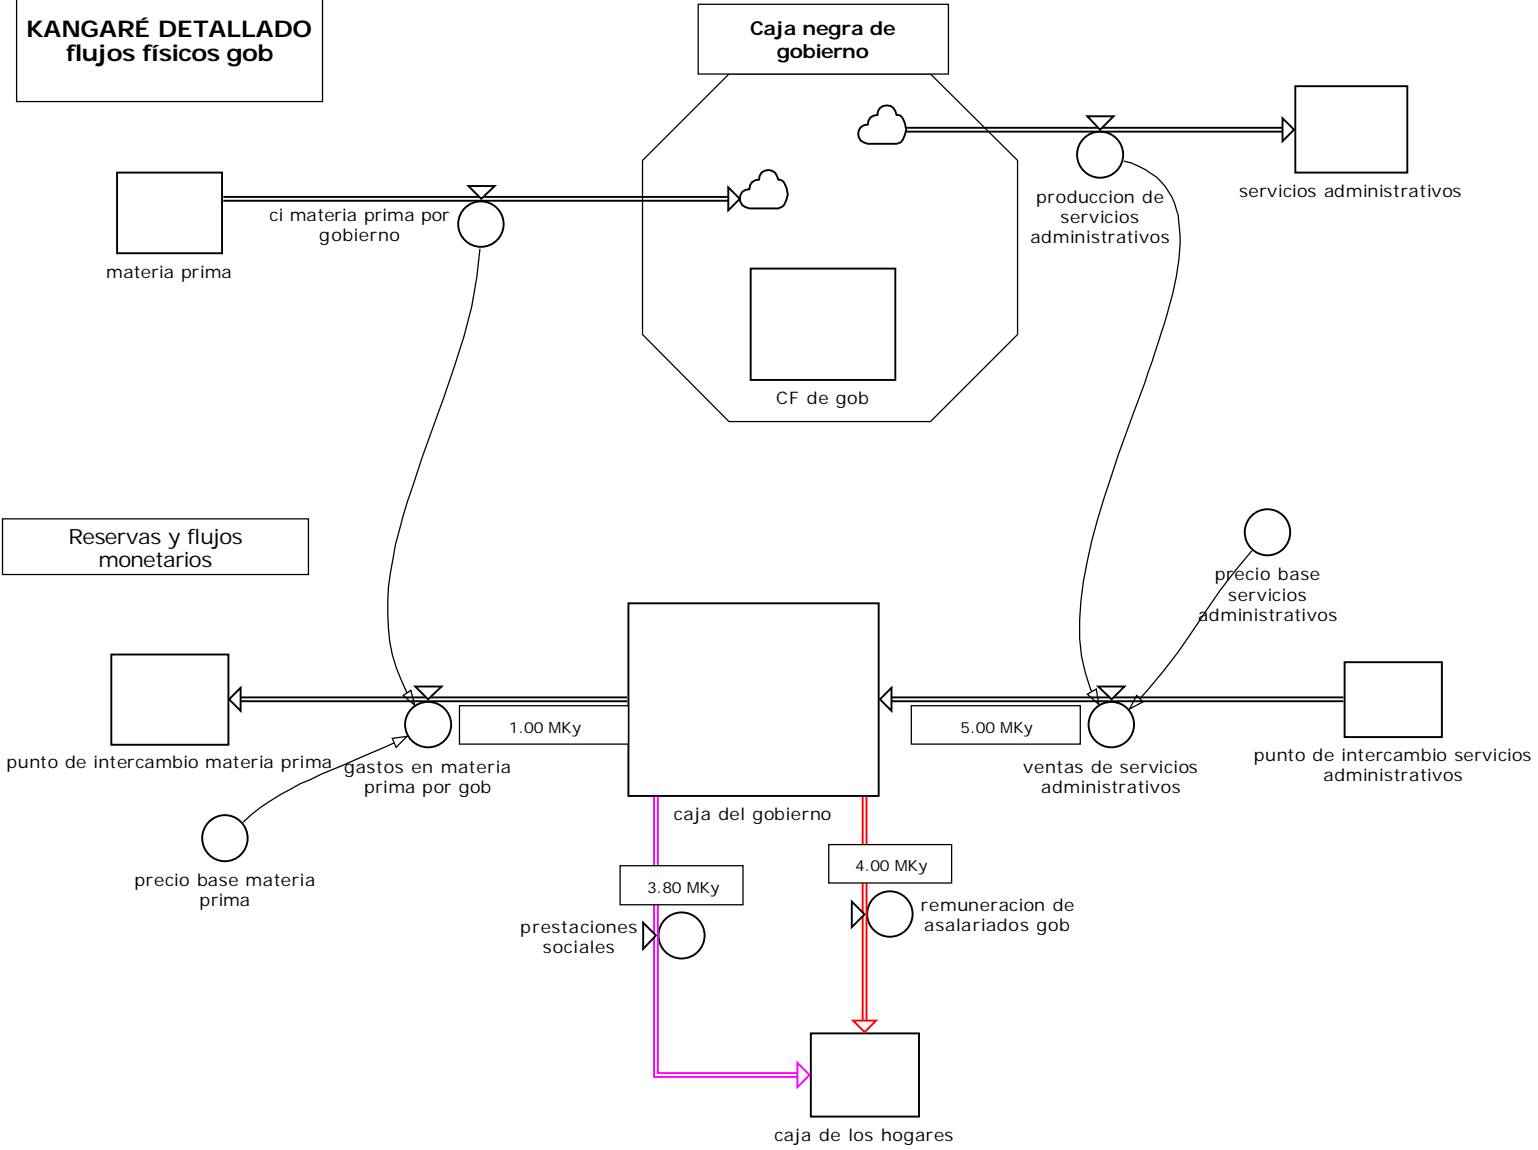 KANGARÉ DETALLADO
flujos físicos gob
Caja negra de
gobierno
servicios administrativos
produccion de
servicios
administrativos
ci materia prima por
gobierno
materia prima
CF de gob
Reservas y flujos
monetarios
precio base
servicios
administrativos
1.00 MKy
5.00 MKy
punto de intercambio materia prima
gastos en materia
prima por gob
ventas de servicios
administrativos
punto de intercambio servicios
administrativos
caja del gobierno
precio base materia
prima
3.80 MKy
4.00 MKy
prestaciones
sociales
remuneracion de
asalariados gob
caja de los hogares